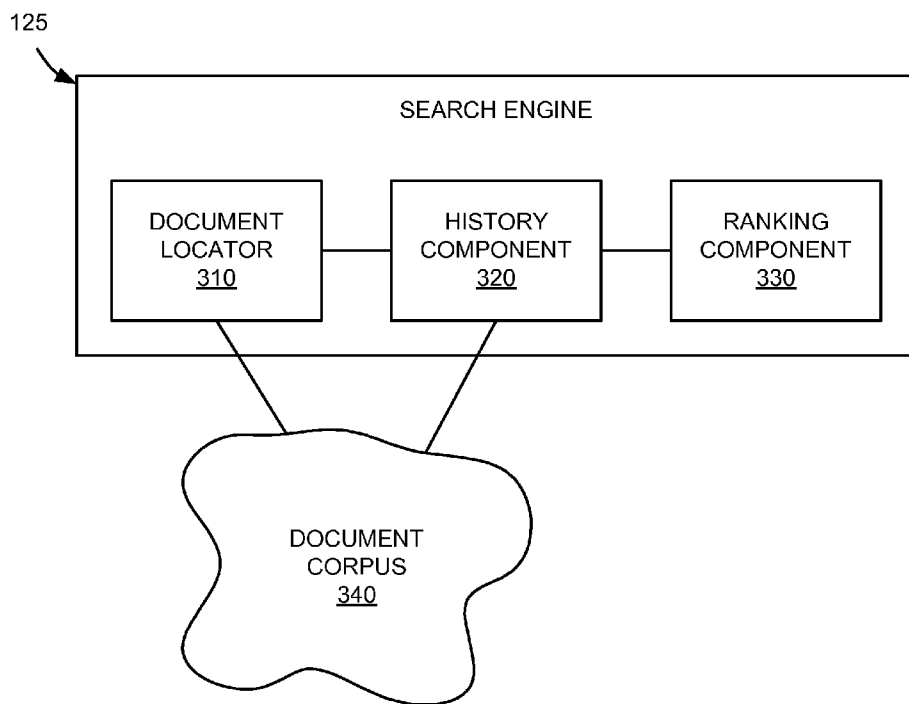 125
SEARCH ENGINE
DOCUMENT
LOCATOR
310
HISTORY
COMPONENT
320
RANKING
COMPONENT
330
DOCUMENT
CORPUS
340